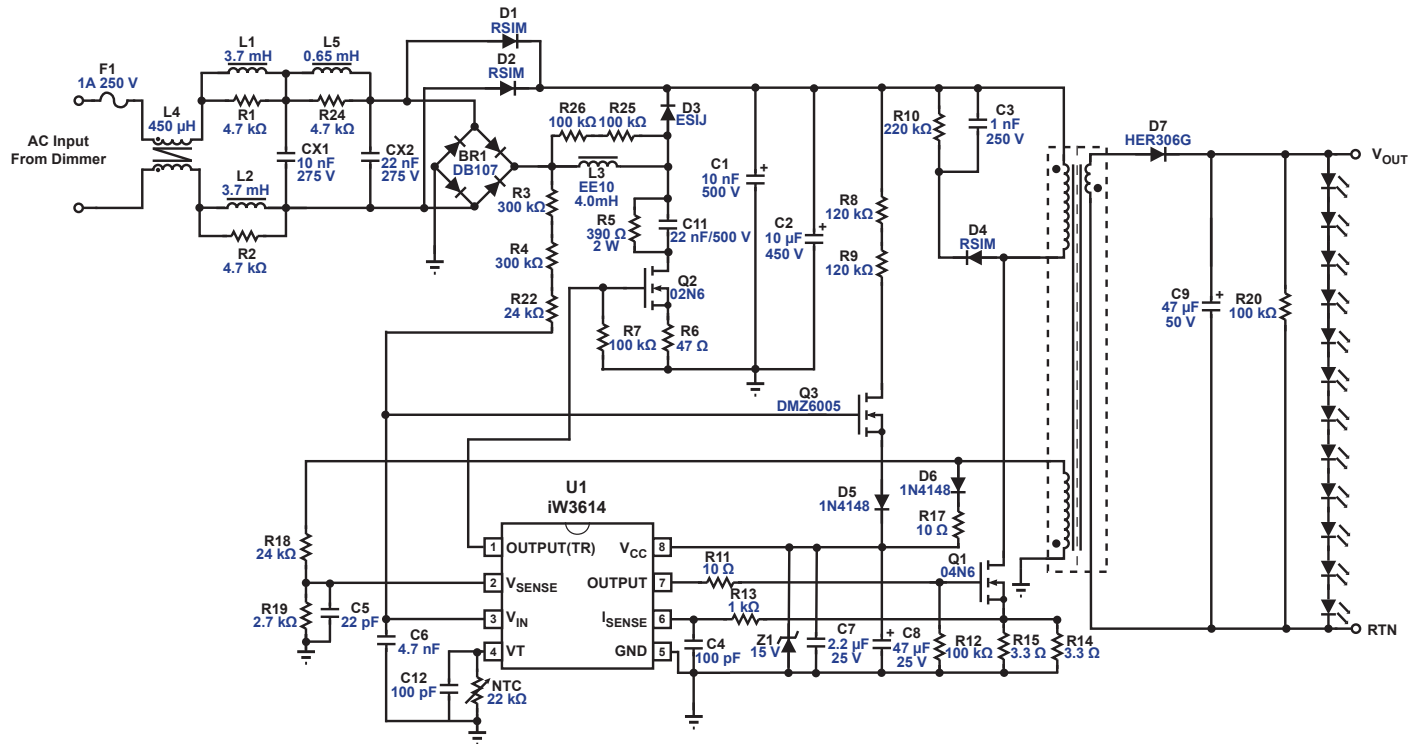 D1
RSIM
D2
RSIM
L1
3.7 mH
L5
0.65 mH
F1
1A 250 V
L4
450 µH
R1
4.7 kΩ
R24
4.7 kΩ
AC Input
From Dimmer
CX1
10 nF
275 V
CX2
22 nF
275 V
L2
3.7 mH
R2
4.7 kΩ
BR1
DB107
R26
100 kΩ
R25
100 kΩ
D3
ESIJ
L3
EE10
4.0mH
R3
300 kΩ
R4
300 kΩ
R22
24 kΩ
R5
390 Ω
2 W
C11
22 nF/500 V
Q2
02N6
R7
100 kΩ
R6
47 Ω
C1
10 nF
500 V
+
C2
10 µF
450 V
+
R8
120 kΩ
R9
120 kΩ
R10
220 kΩ
C3
1 nF
250 V
D4
RSIM
D7
HER306G
VOUT
C9
47 µF
50 V
+
R20
100 kΩ
RTN
Q3
DMZ6005
D5
1N4148
D6
1N4148
R17
10 Ω
U1
iW3614
1 OUTPUT(TR)
2 VSENSE
3 VIN
4 VT
VCC 8
OUTPUT 7
ISENSE 6
GND 5
R18
24 kΩ
R19
2.7 kΩ
C5
22 pF
C6
4.7 nF
C12
100 pF
NTC
22 kΩ
R11
10 Ω
R13
1 kΩ
Q1
04N6
C4
100 pF
Z1
15 V
C7
2.2 µF
25 V
C8
47 µF
25 V
+
R12
100 kΩ
R15
3.3 Ω
R14
3.3 Ω